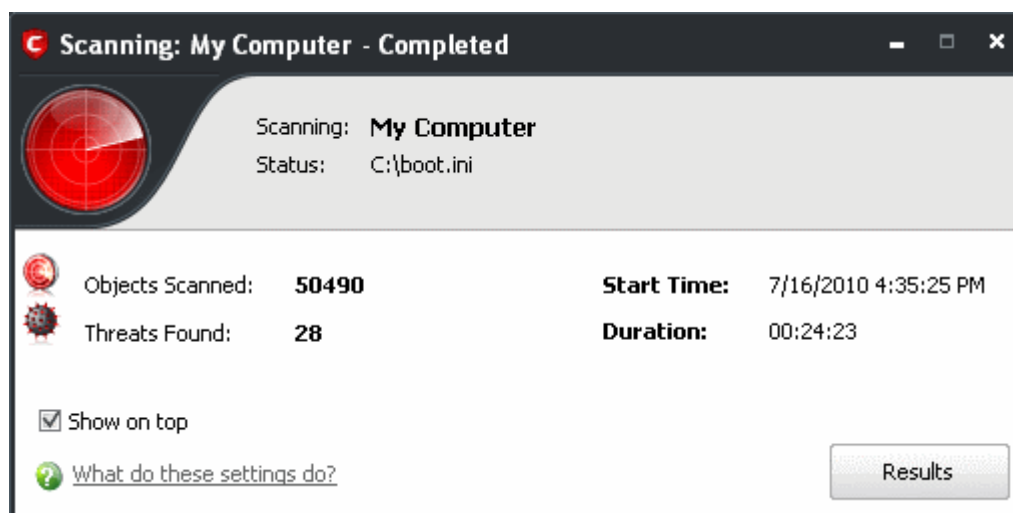 C Scanning: My Computer - Completed
Scanning: My Computer
Status: C:\boot.ini
Objects Scanned: 50490 Start Time: 7/16/2010 4:35:25 PM
Threats Found: 28 Duration: 00:24:23
Show on top
? What do these settings do?
Results